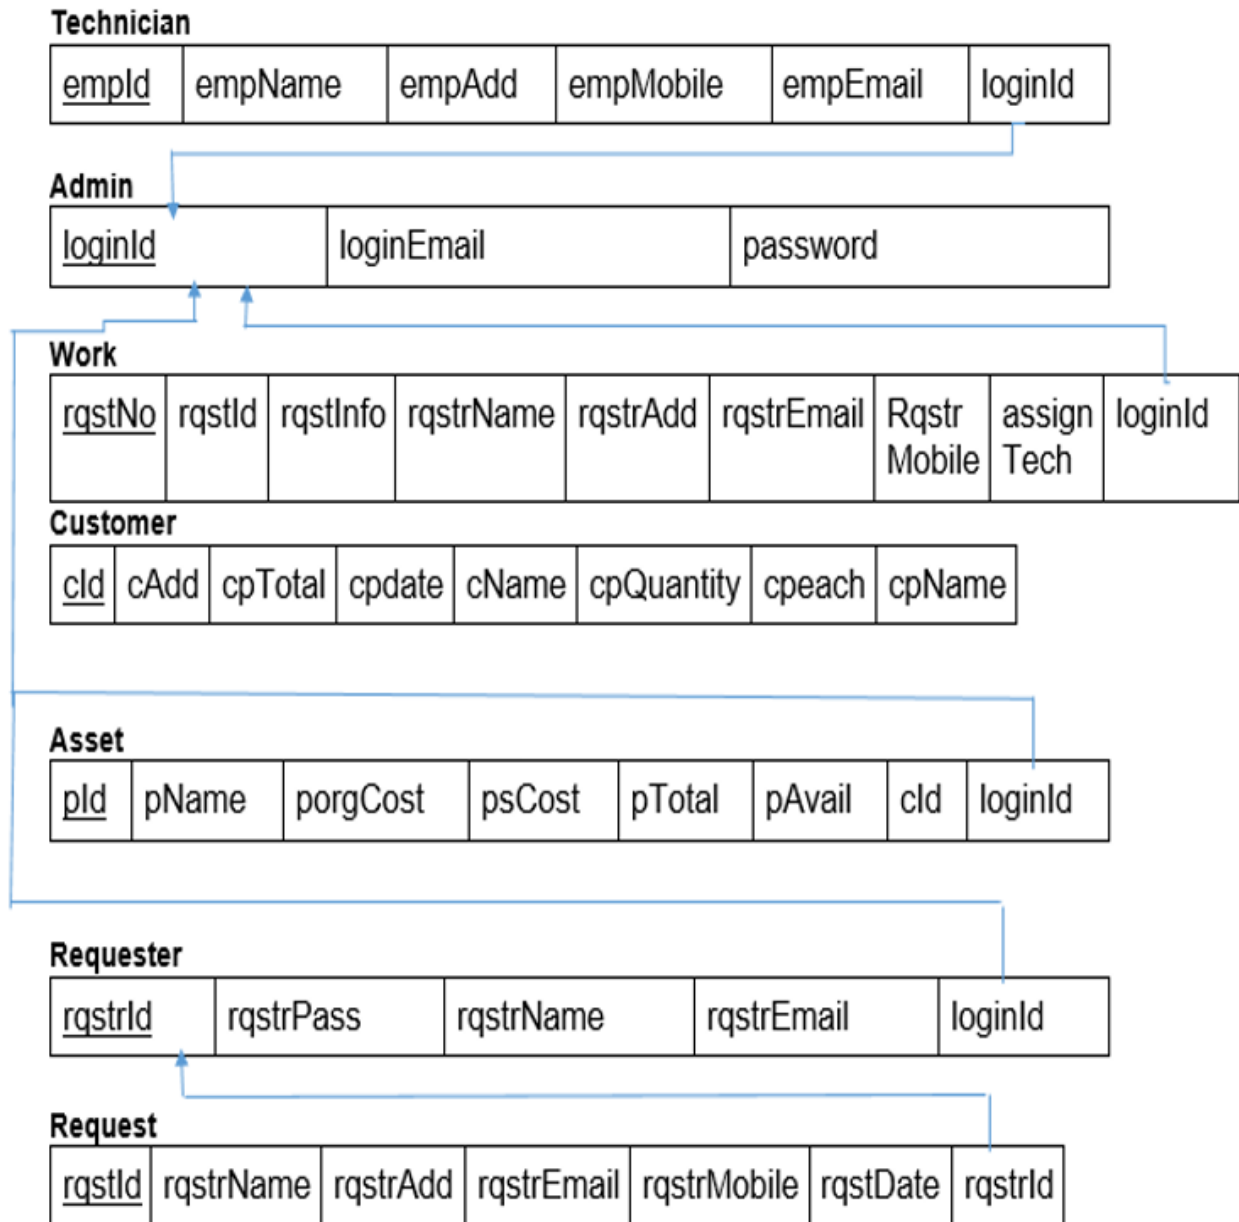 Technician
empId empName empAdd empMobile empEmail loginId
Admin
loginId loginEmail password
Work
rqstNo rqstId rqstInfo rqstrName rqstrAdd rqstrEmail Rqstr Mobile assign Tech loginId
Customer
cId cAdd cpTotal cpdate cName cpQuantity cpeach cpName
Asset
pId pName porgCost psCost pTotal pAvail cId loginId
Requester
rqstrId rqstrPass rqstrName rqstrEmail loginId
Request
rqstId rqstrName rqstrAdd rqstrEmail rqstrMobile rqstDate rqstrId